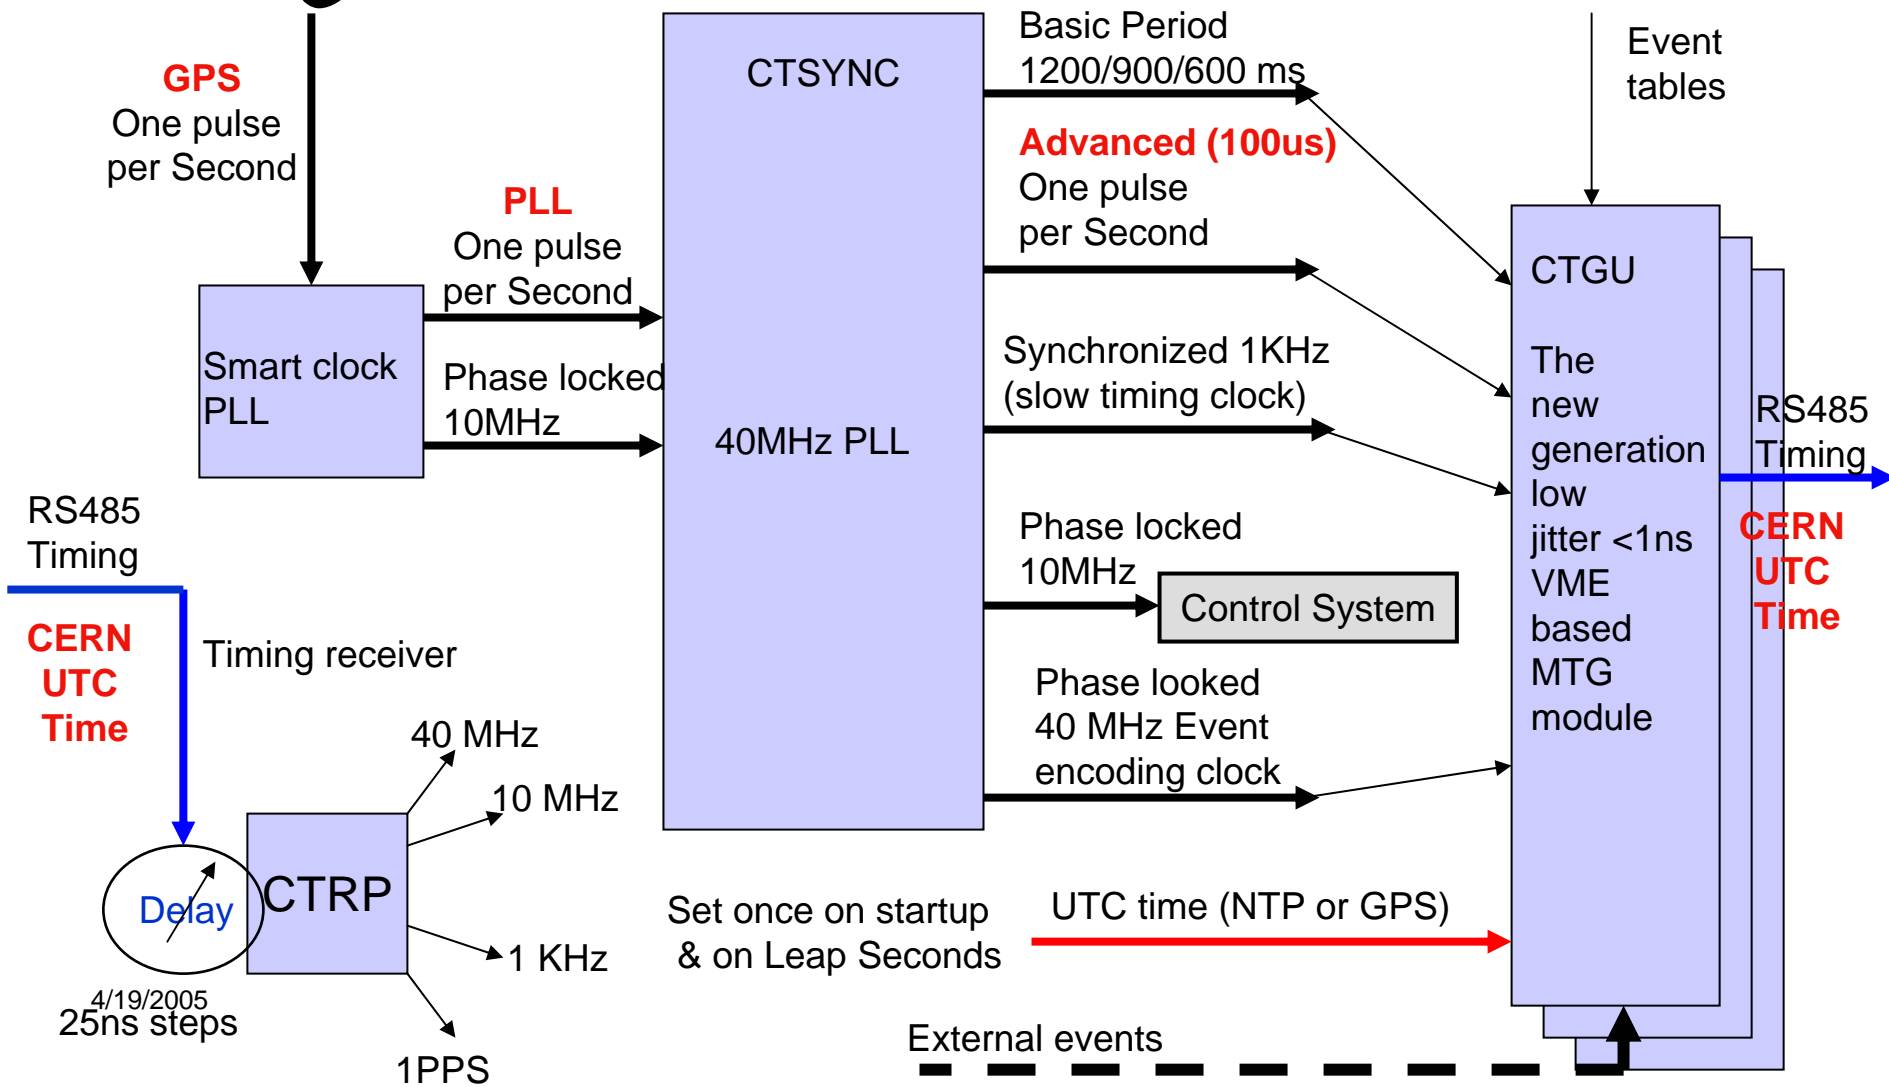 GPS
One pulse
per Second
Smart clock
PLL
PLL
One pulse
per Second
Phase locked
10MHz
CTSYNC
40MHz PLL
Basic Period
1200/900/600 ms
Advanced (100us)
One pulse
per Second
Synchronized 1KHz
(slow timing clock)
Phase locked
10MHz
Control System
Phase looked
40 MHz Event
encoding clock
Event
tables
CTGU
The
new
generation
low
jitter <1ns
VME
based
MTG
module
RS485
Timing
CERN
UTC
Time
RS485
Timing
CERN
UTC
Time
Timing receiver
40 MHz
10 MHz
Delay
CTRP
1 KHz
4/19/2005
25ns steps
1PPS
Set once on startup
& on Leap Seconds
UTC time (NTP or GPS)
External events